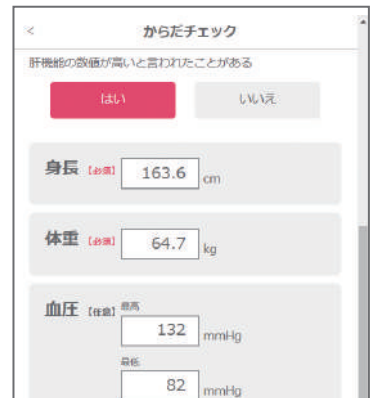 < からだチェック
肝機能の数値が高いと言われたことがある
はい いいえ
身長【必須】 163.6 cm
体重【必須】 64.7 kg
血圧【任意】 最高
132 mmHg
最低
82 mmHg